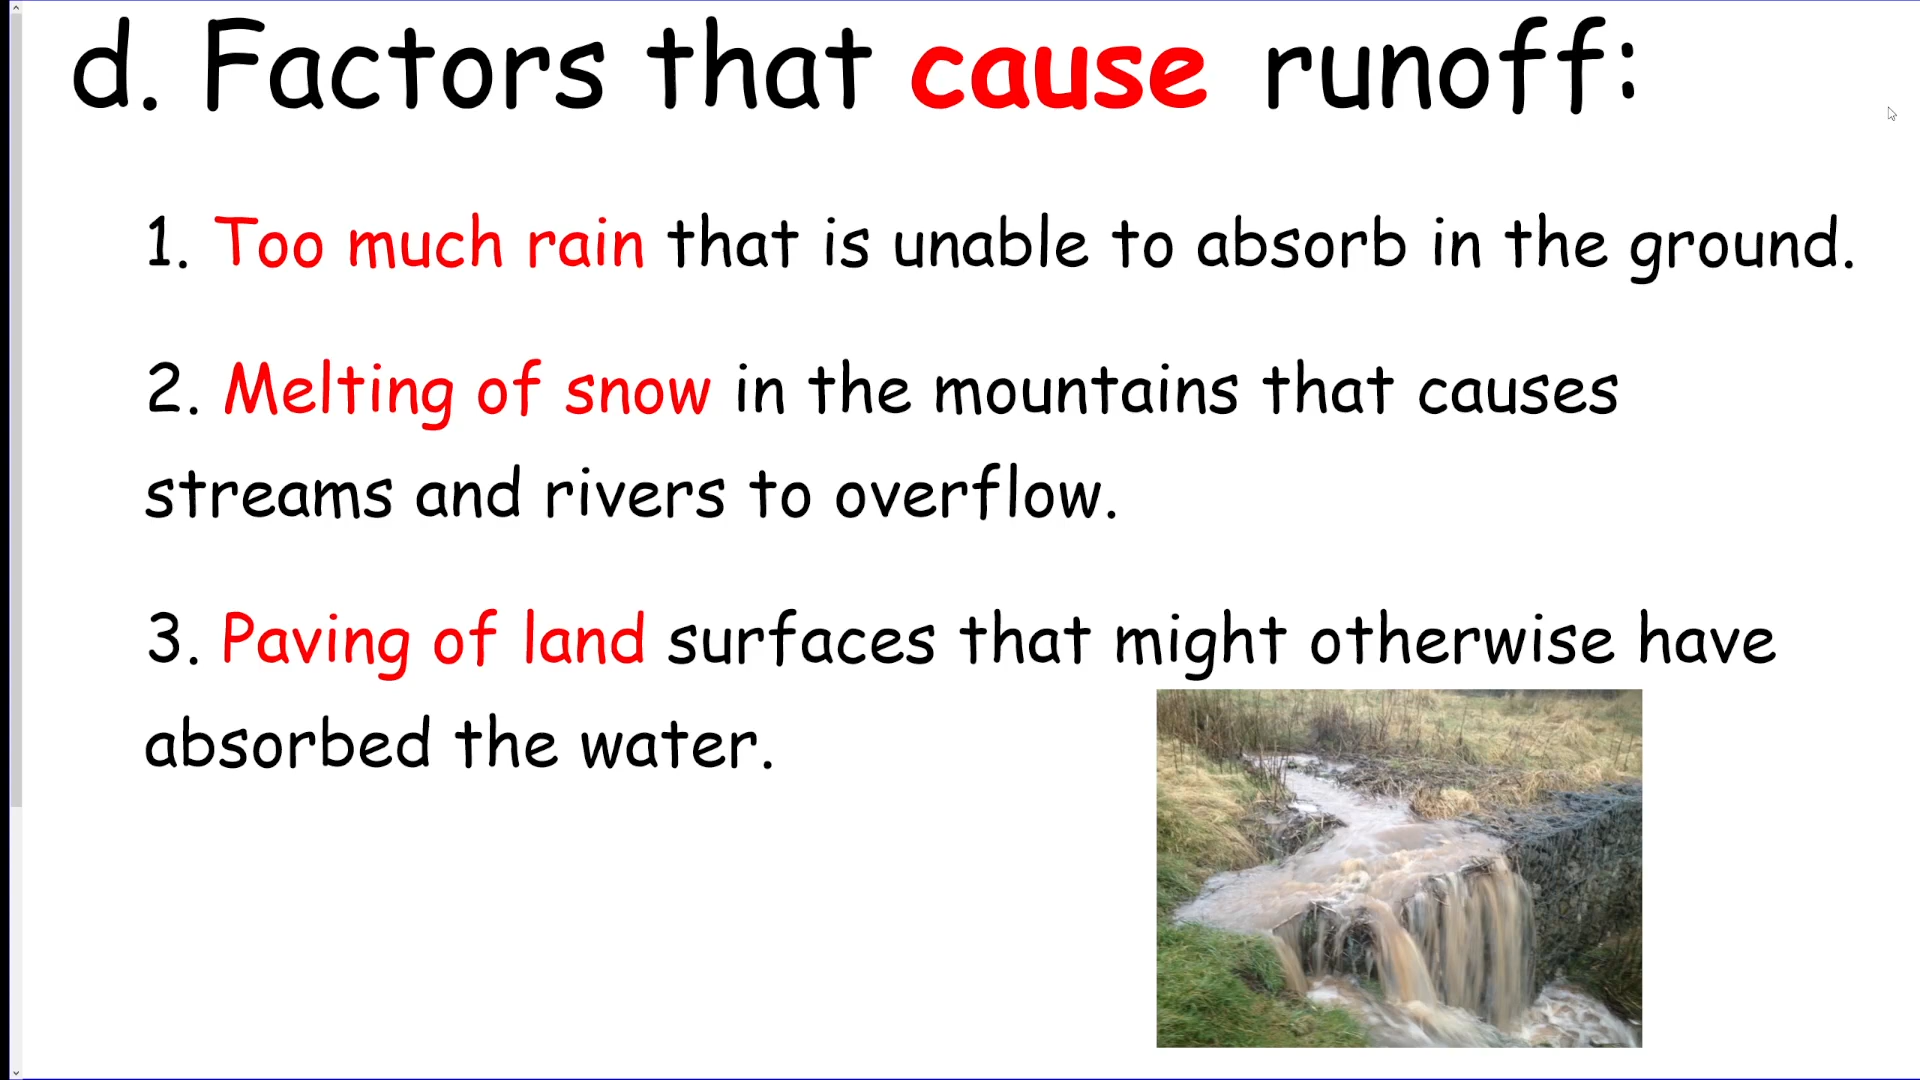 d. Factors that cause runoff:
1. Too much rain that is unable to absorb in the ground.
2. Melting of snow in the mountains that causes
streams and rivers to overflow.
3. Paving of land surfaces that might otherwise have
absorbed the water.